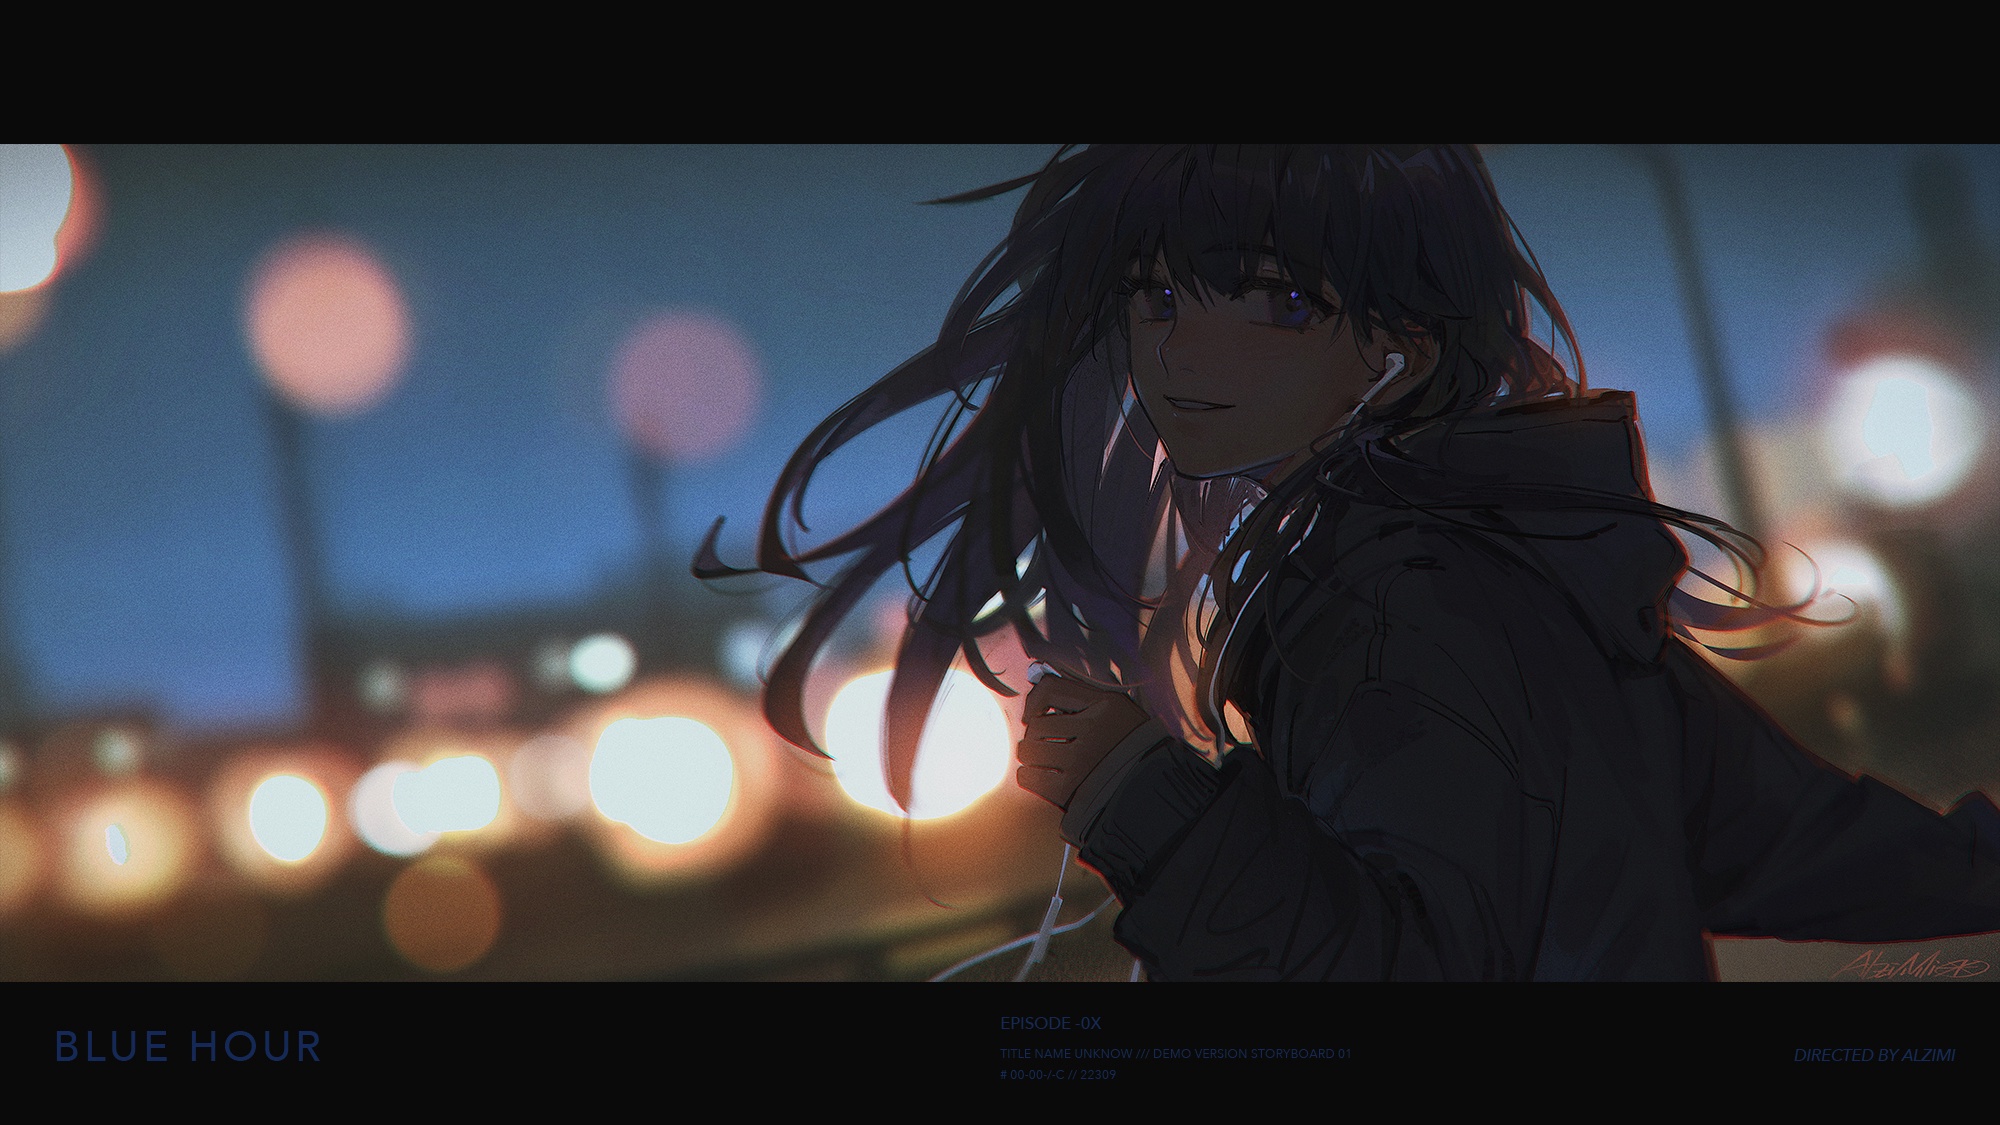 BLUE HOUR
EPISODE -0X
TITLE NAME UNKNOW /// DEMO VERSION STORYBOARD 01
# 00-00-/-C // 22309
DIRECTED BY ALZIMI